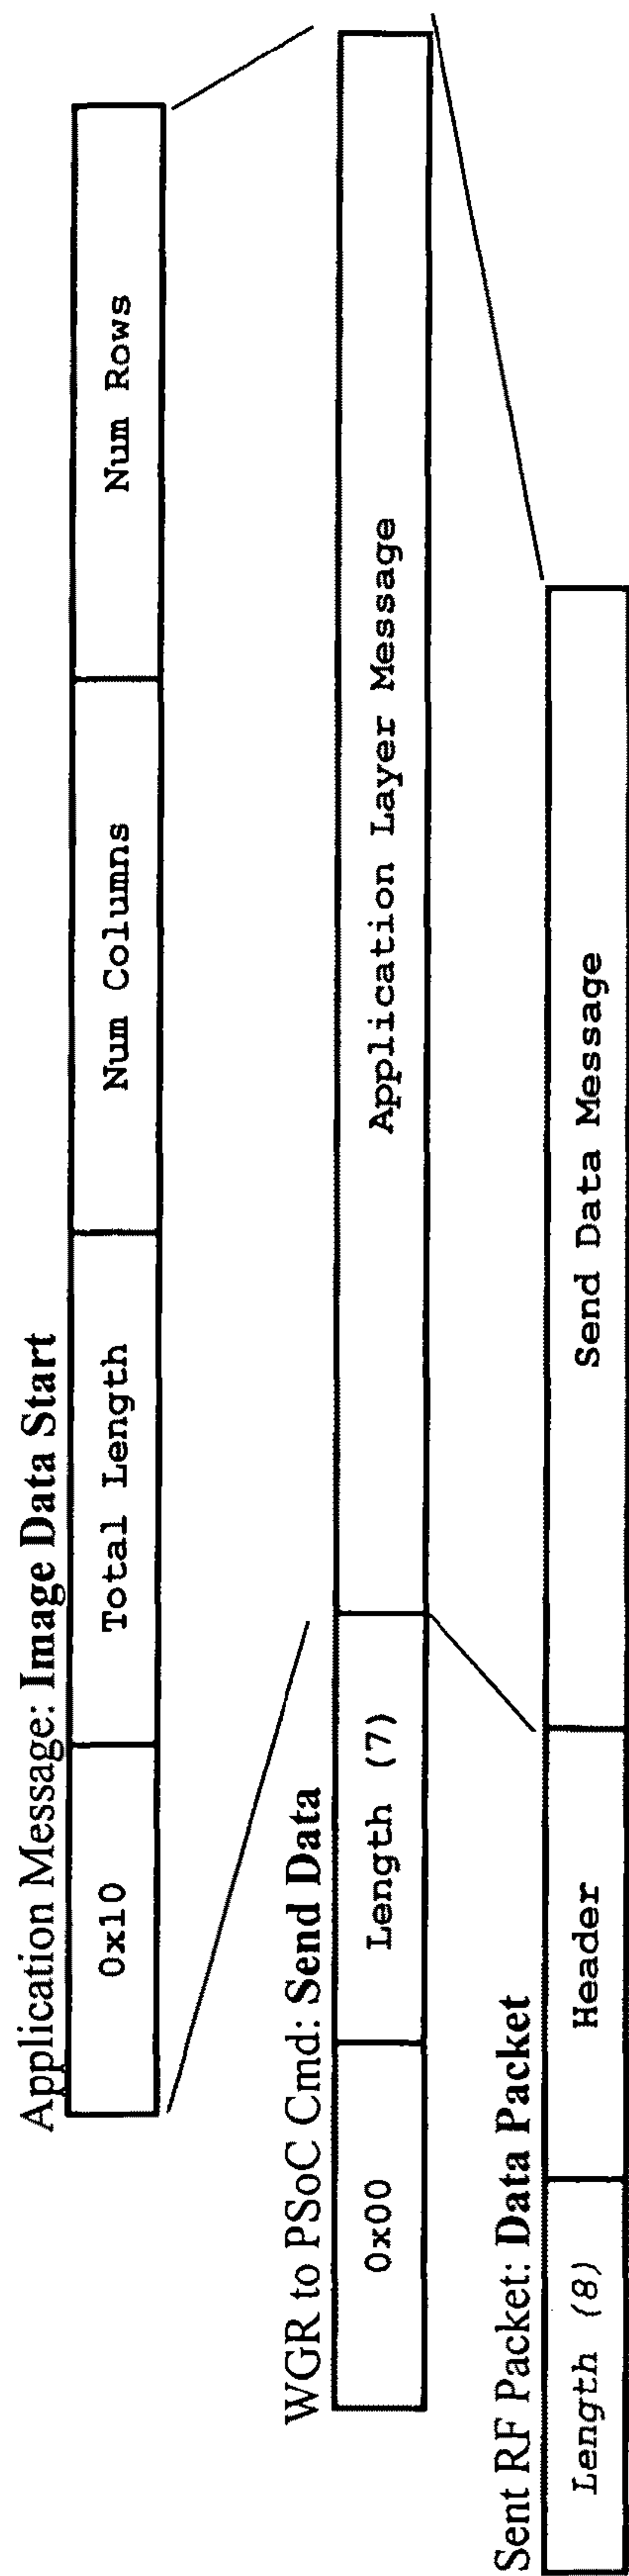 Application Message: Image Data Start
0x10 Total Length Num Columns Num Rows
WGR to PSoC Cmd: Send Data
0x00 Length (7) Application Layer Message
Sent RF Packet: Data Packet
Length (8) Header Send Data Message